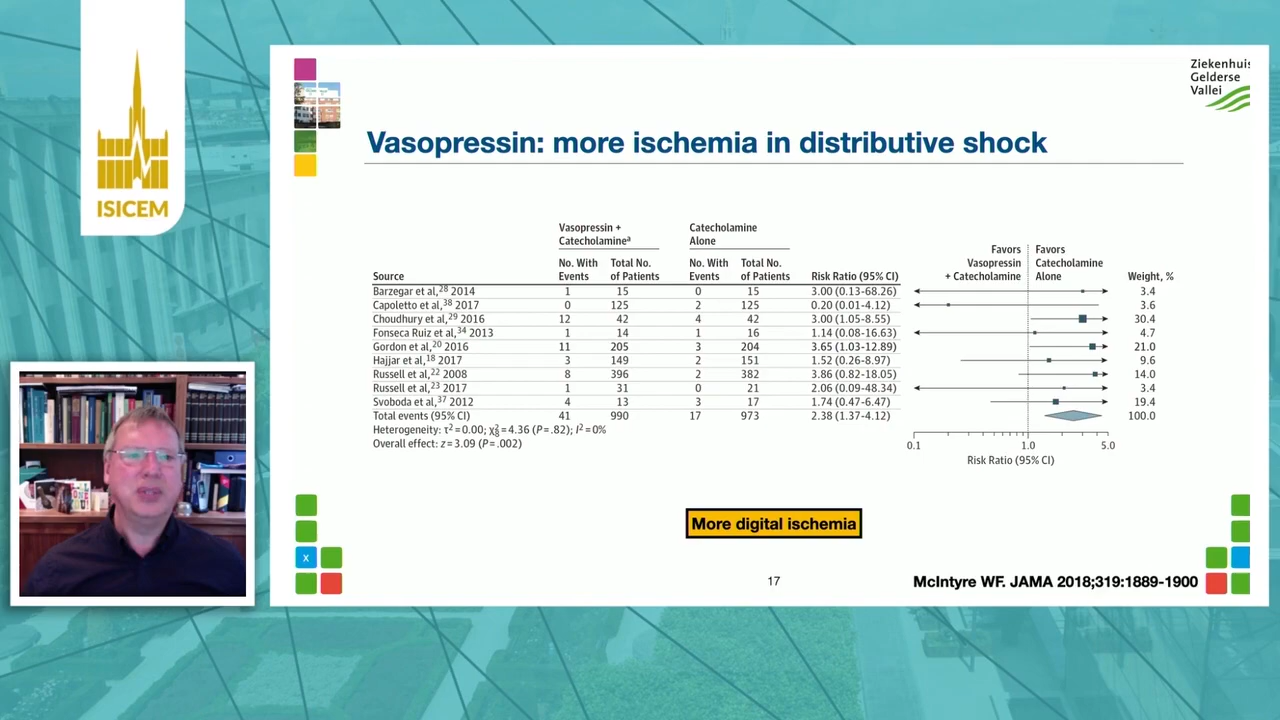 ISICEM
Ziekenhuis
Gelderse
Vallei
Vasopressin: more ischemia in distributive shock
Vasopressin + Catecholamine Favors Favors
Catecholamineᵃ Alone Vasopressin Catecholamine
No. With Total No. No. With Total No. + Catecholamine Alone
Source Events of Patients Events of Patients Risk Ratio (95% CI) Weight, %
Barzegar et al,²⁸ 2014 1 15 0 15 3.00 (0.13-68.26) 3.4
Capoletto et al,³⁸ 2017 0 125 2 125 0.20 (0.01-4.12) 3.6
Choudhury et al,²⁹ 2016 12 42 4 42 3.00 (1.05-8.55) 30.4
Fonseca Ruiz et al,³⁴ 2013 1 14 1 16 1.14 (0.08-16.63) 4.7
Gordon et al,²⁰ 2016 11 205 3 204 3.65 (1.03-12.89) 21.0
Hajjar et al,¹⁸ 2017 3 149 2 151 1.52 (0.26-8.97) 9.6
Russell et al,²² 2008 8 396 2 382 3.86 (0.82-18.05) 14.0
Russell et al,²³ 2017 1 31 0 21 2.06 (0.09-48.34) 3.4
Svoboda et al,³⁷ 2012 4 13 3 17 1.74 (0.47-6.47) 19.4
Total events (95% CI) 41 990 17 973 2.38 (1.37-4.12) 100.0
Heterogeneity: τ²=0.00; χ²₈=4.36 (P=.82); I²=0%
Overall effect: z=3.09 (P=.002)
0.1 1.0 5.0
Risk Ratio (95% CI)
More digital ischemia
x
17
McIntyre WF. JAMA 2018;319:1889-1900